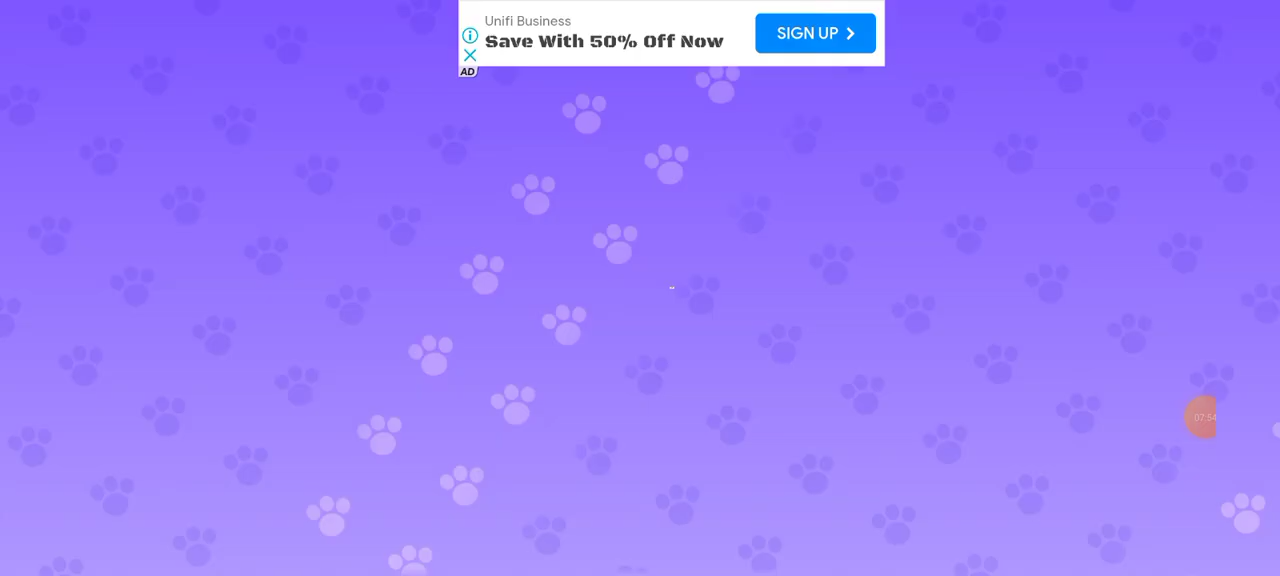 Unifi Business
Save With 50% Off Now
SIGN UP
AD
07:54